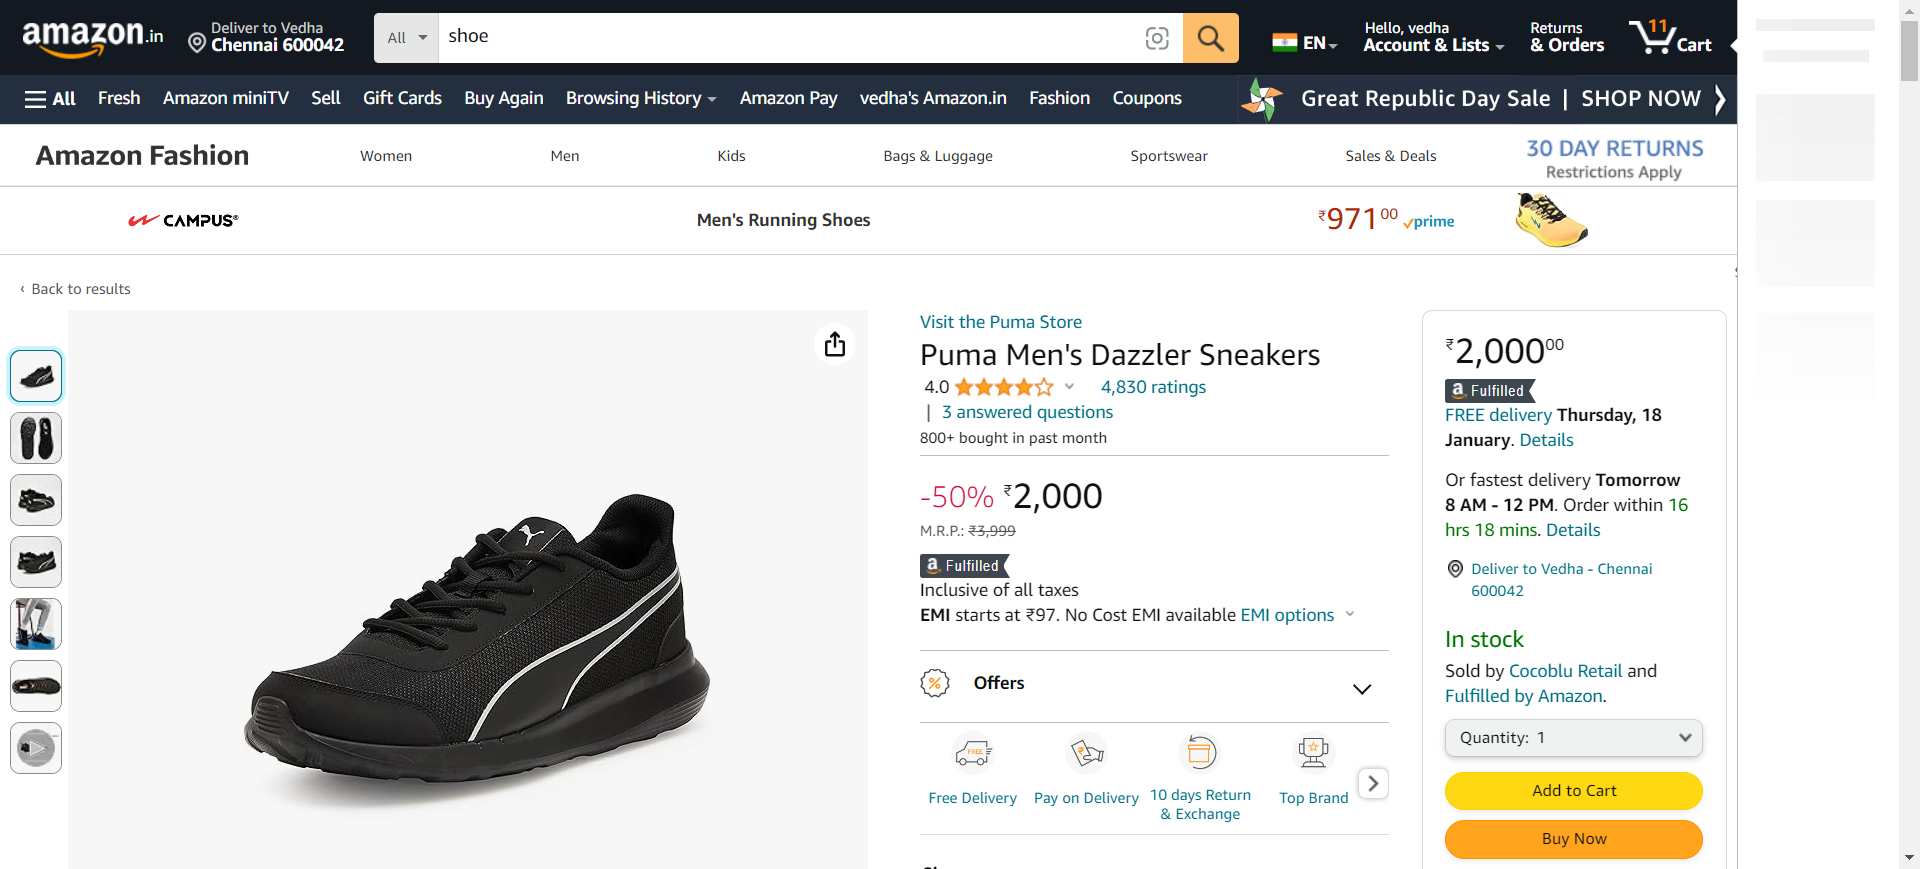 amazon.in
Deliver to Vedha
Chennai 600042
All
shoe
EN
Hello, vedha
Account & Lists
Returns
& Orders
11
Cart
All
Fresh
Amazon miniTV
Sell
Gift Cards
Buy Again
Browsing History
Amazon Pay
vedha's Amazon.in
Fashion
Coupons
Great Republic Day Sale | SHOP NOW
Amazon Fashion
Women
Men
Kids
Bags & Luggage
Sportswear
Sales & Deals
30 DAY RETURNS
Restrictions Apply
CAMPUS®
Men's Running Shoes
₹97100
prime
‹ Back to results
Visit the Puma Store
Puma Men's Dazzler Sneakers
4.0
4,830 ratings
| 3 answered questions
800+ bought in past month
-50% ₹2,000
M.R.P.: ₹3,999
a Fulfilled
Inclusive of all taxes
EMI starts at ₹97. No Cost EMI available EMI options
Offers
FREE
Free Delivery
Pay on Delivery
10 days Return
& Exchange
Top Brand
₹2,00000
a Fulfilled
FREE delivery Thursday, 18
January. Details
Or fastest delivery Tomorrow
8 AM - 12 PM. Order within 16
hrs 18 mins. Details
Deliver to Vedha - Chennai
600042
In stock
Sold by Cocoblu Retail and
Fulfilled by Amazon.
Quantity: 1
Add to Cart
Buy Now